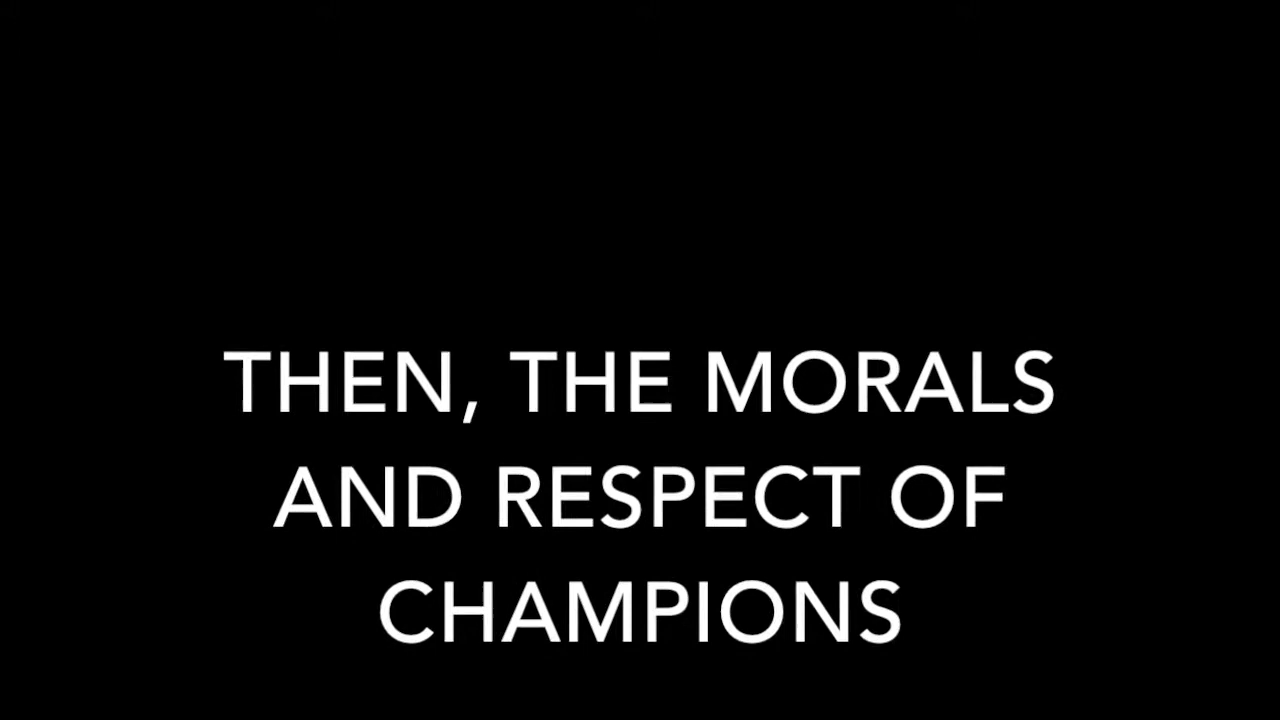 THEN, THE MORALS
AND RESPECT OF
CHAMPIONS